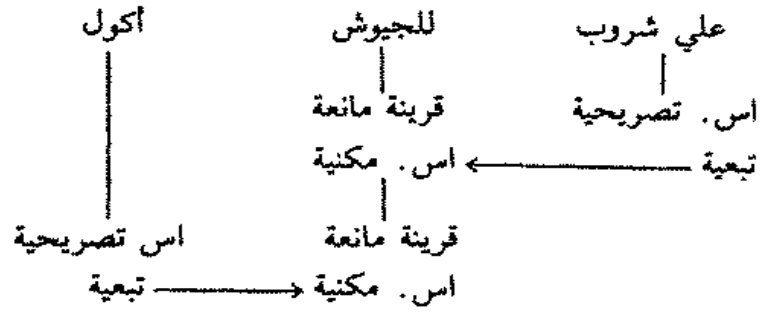 علي شروب للجيوش أكول
اس. تصريحية قرينة مانعة
تبعية اس. مكنية
اس تصريحية قرينة مانعة
تبعية اس. مكنية